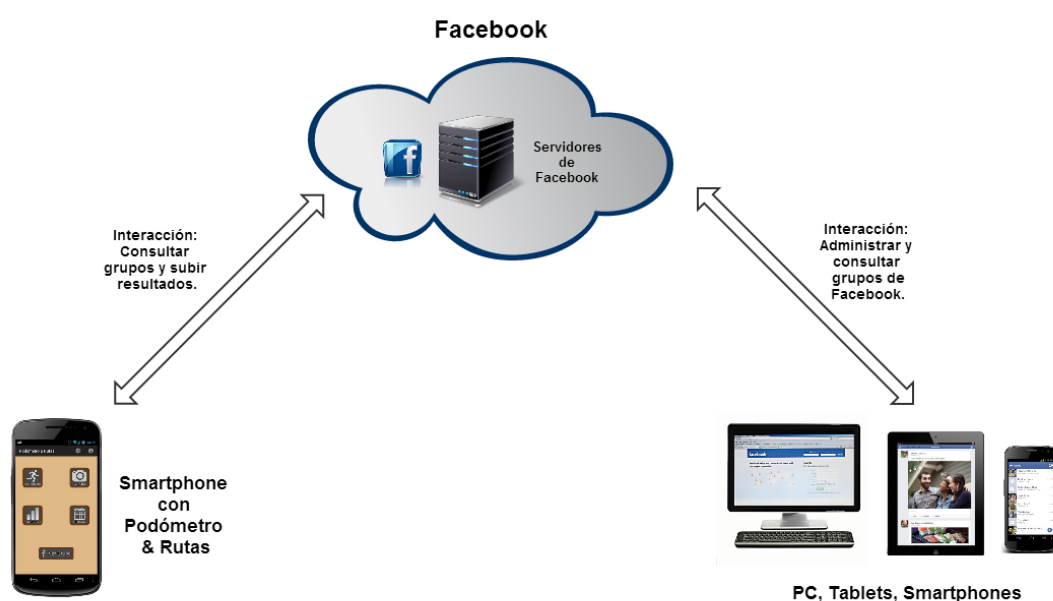 Facebook
Servidores
de
Facebook
Interacción:
Consultar
grupos y subir
resultados.
Interacción:
Administrar y
consultar
grupos de
Facebook.
Smartphone
con
Podómetro
& Rutas
facebook
PC, Tablets, Smartphones